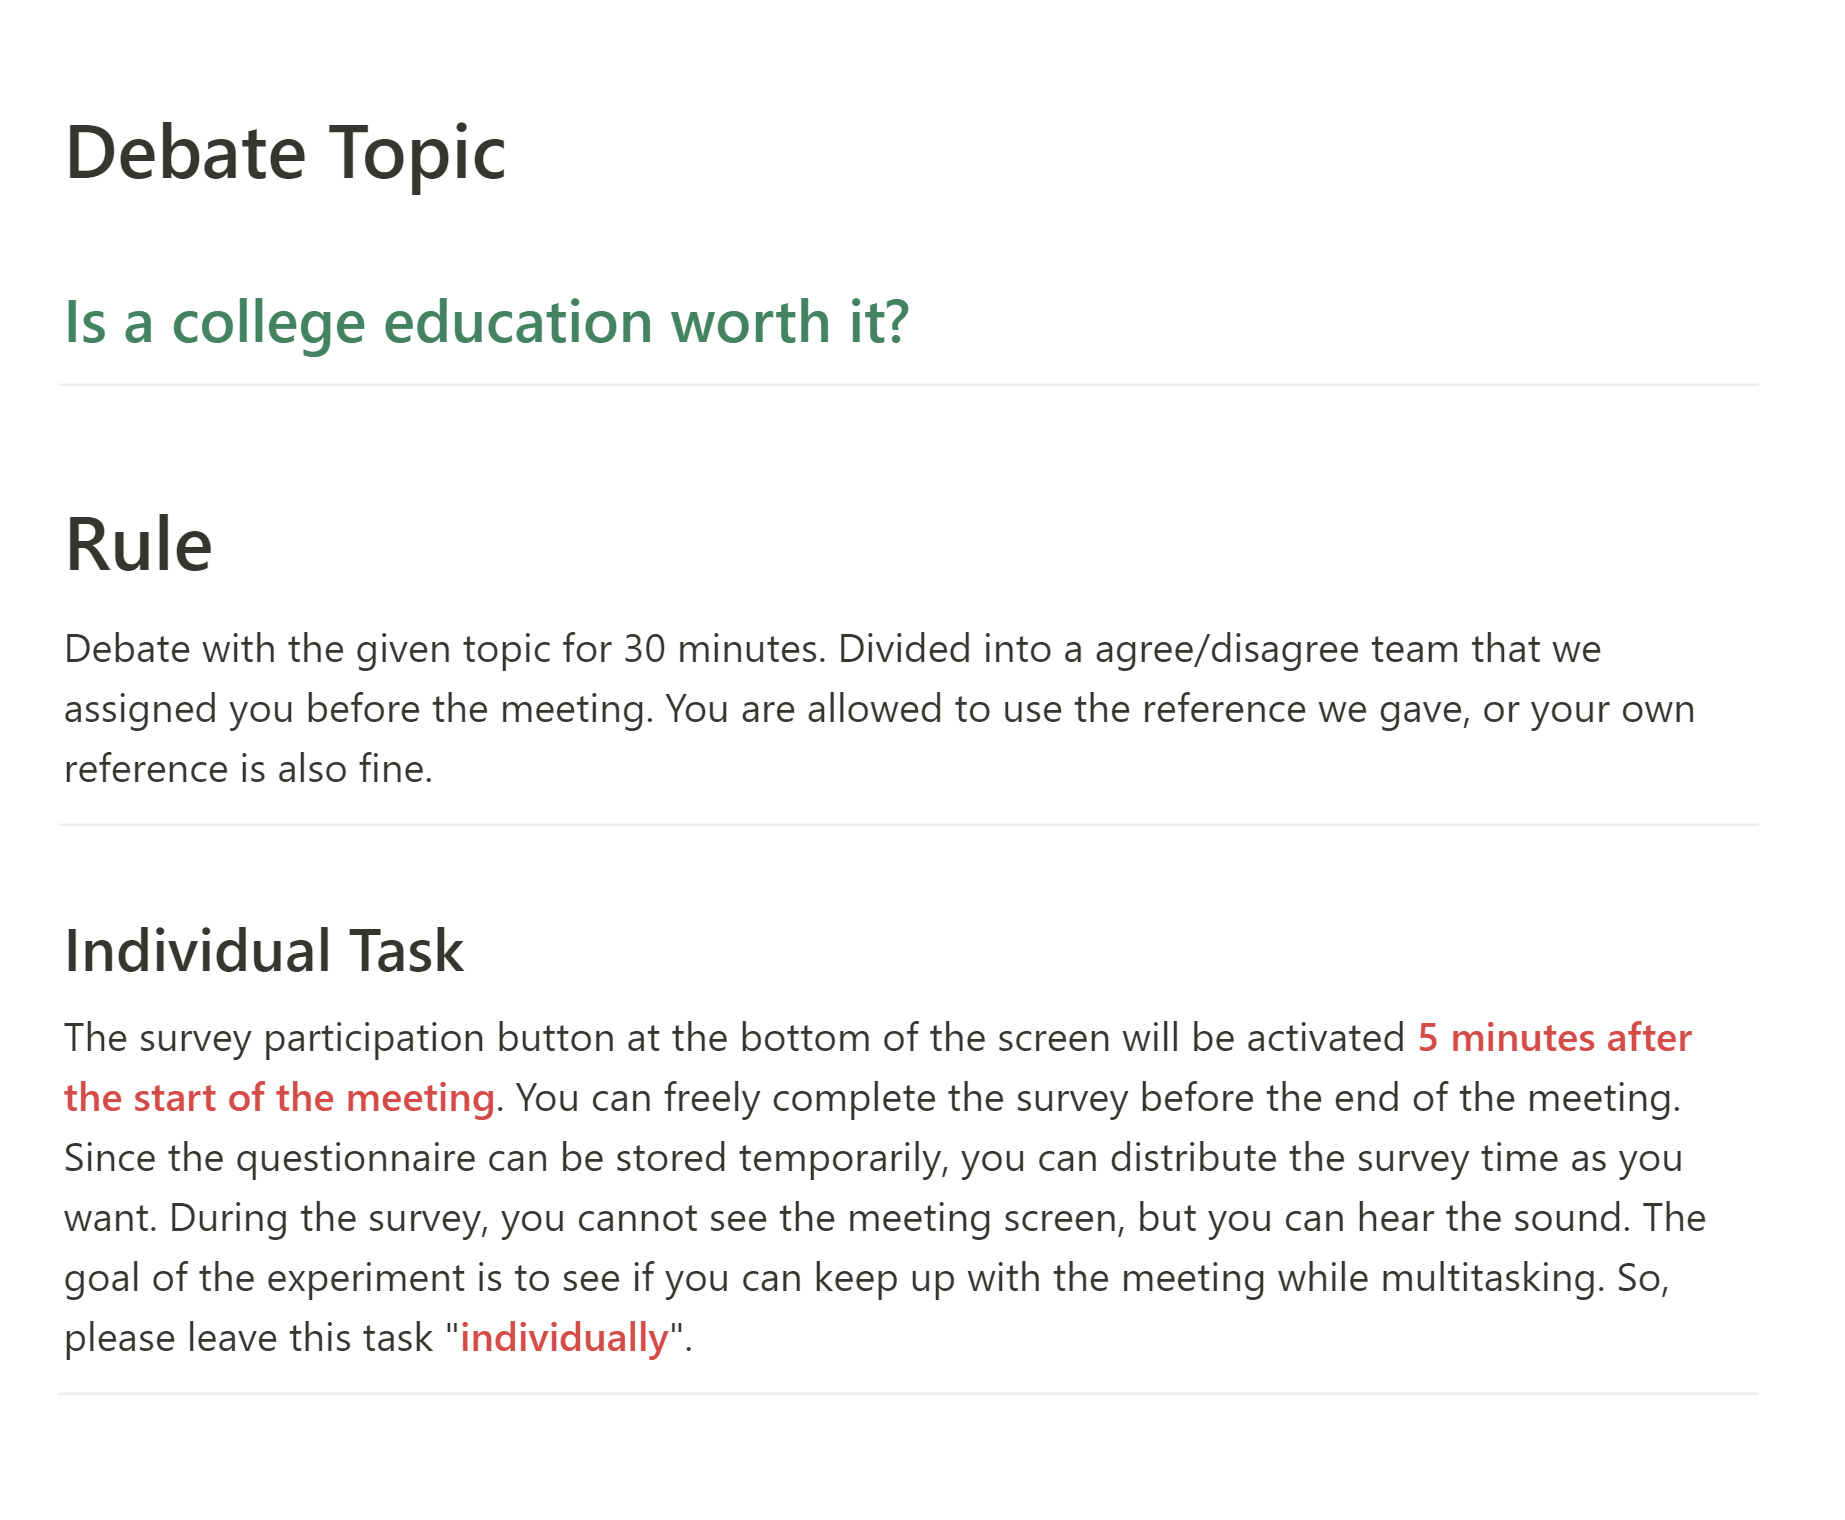 Debate Topic
Is a college education worth it?
Rule
Debate with the given topic for 30 minutes. Divided into a agree/disagree team that we
assigned you before the meeting. You are allowed to use the reference we gave, or your own
reference is also fine.
Individual Task
The survey participation button at the bottom of the screen will be activated 5 minutes after
the start of the meeting. You can freely complete the survey before the end of the meeting.
Since the questionnaire can be stored temporarily, you can distribute the survey time as you
want. During the survey, you cannot see the meeting screen, but you can hear the sound. The
goal of the experiment is to see if you can keep up with the meeting while multitasking. So,
please leave this task "individually".